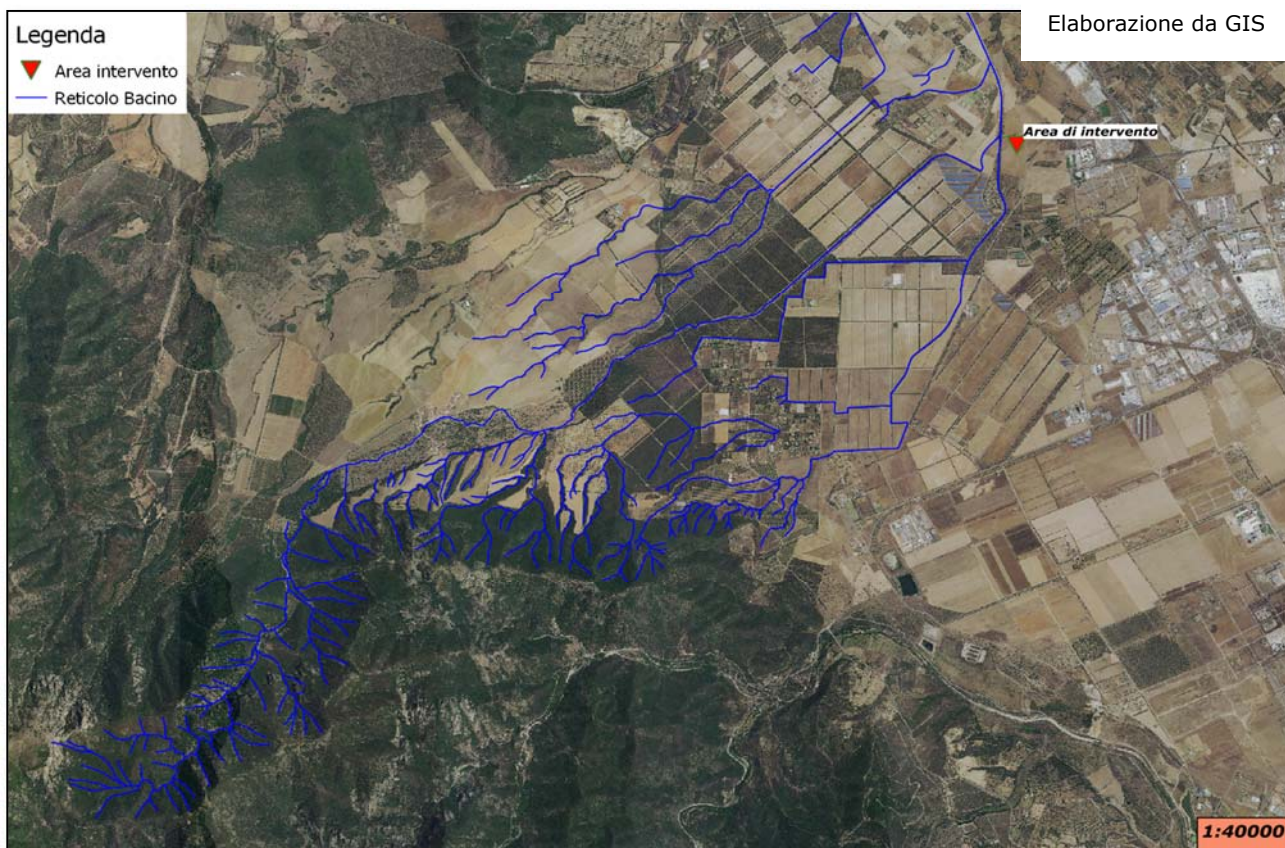 Elaborazione da GIS
Legenda
Area intervento
Reticolo Bacino
Area di intervento
1:40000